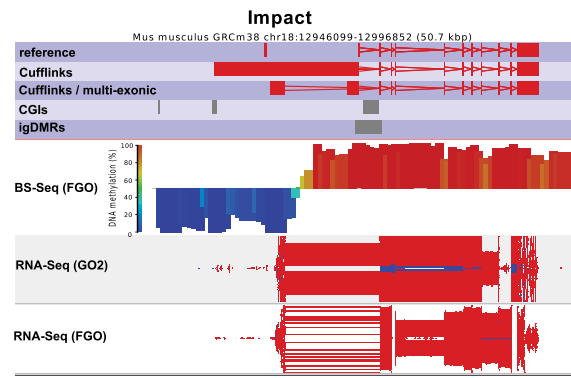 Impact
Mus musculus GRCm38 chr18:12946099-12996852 (50.7 kbp)
reference
Cufflinks
Cufflinks / multi-exonic
CGIs
igDMRs
BS-Seq (FGO)
DNA methylation (%)
100
80
60
40
20
0
RNA-Seq (GO2)
RNA-Seq (FGO)